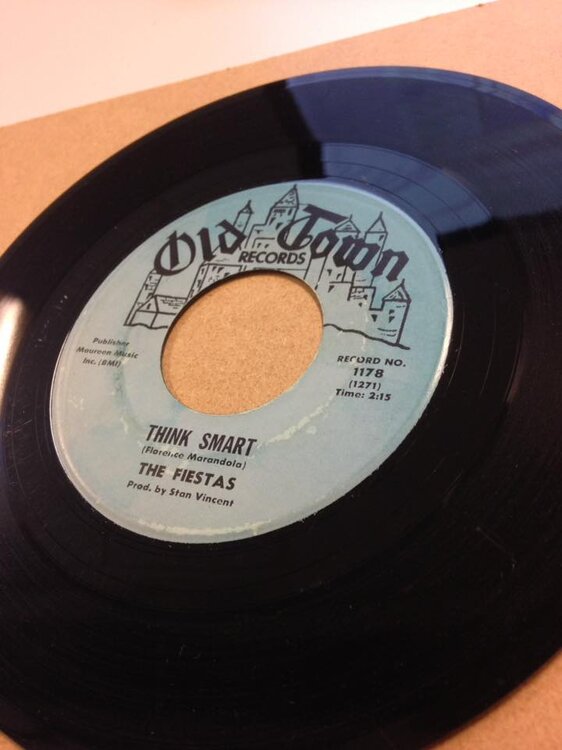 Old Town
RECORDS
Publisher
Maureen Music
Inc. (BMI)
RECORD NO.
1178
(1271)
Time: 2:15
THINK SMART
(Florence Marandola)
THE FIESTAS
Prod. by Stan Vincent